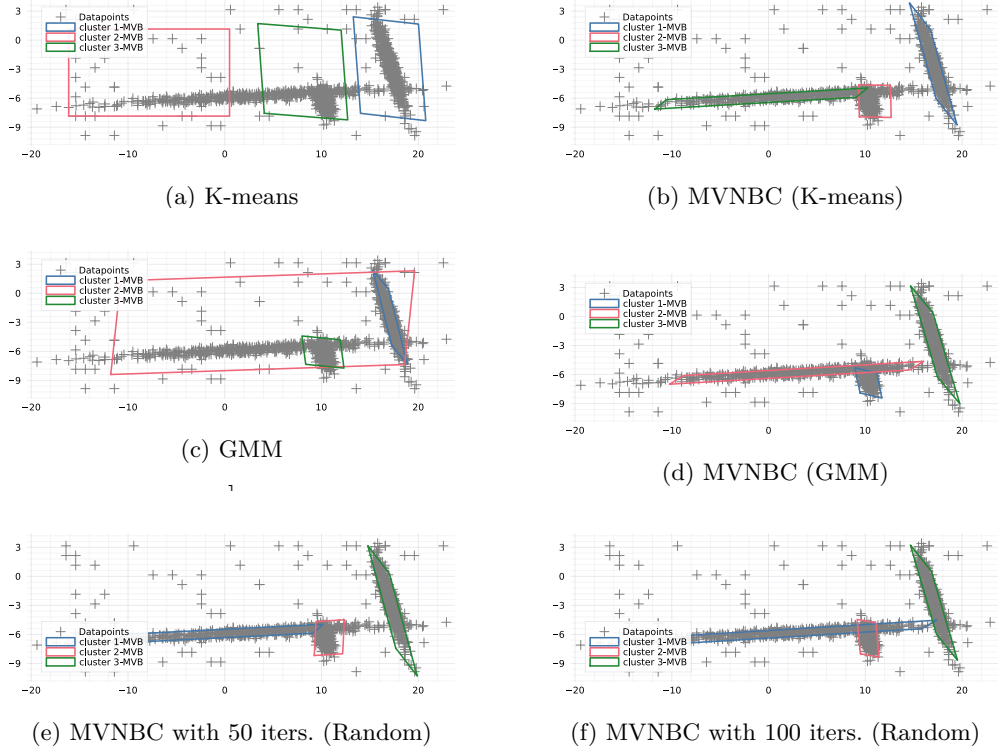 3
0
−3
−6
−9
−20
−10
0
10
20
Datapoints
cluster 1-MVB
cluster 2-MVB
cluster 3-MVB
(a) K-means
3
0
−3
−6
−9
−20
−10
0
10
20
Datapoints
cluster 1-MVB
cluster 2-MVB
cluster 3-MVB
(b) MVNBC (K-means)
3
0
−3
−6
−9
−20
−10
0
10
20
Datapoints
cluster 1-MVB
cluster 2-MVB
cluster 3-MVB
(c) GMM
3
0
−3
−6
−9
−20
−10
0
10
20
Datapoints
cluster 1-MVB
cluster 2-MVB
cluster 3-MVB
(d) MVNBC (GMM)
3
0
−3
−6
−9
−20
−10
0
10
20
Datapoints
cluster 1-MVB
cluster 2-MVB
cluster 3-MVB
(e) MVNBC with 50 iters. (Random)
3
0
−3
−6
−9
−20
−10
0
10
20
Datapoints
cluster 1-MVB
cluster 2-MVB
cluster 3-MVB
(f) MVNBC with 100 iters. (Random)